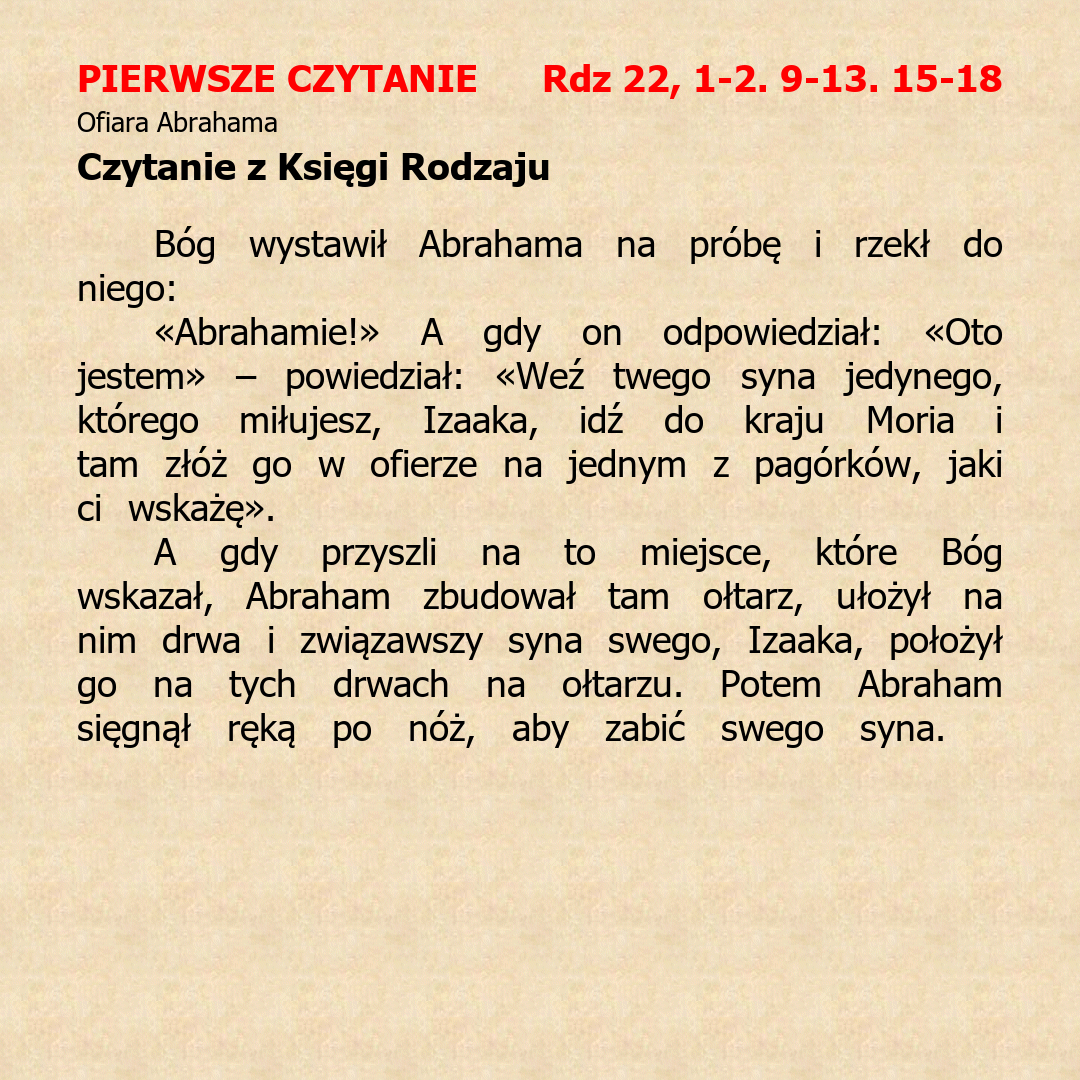 PIERWSZE CZYTANIE Rdz 22, 1-2. 9-13. 15-18
Ofiara Abrahama
Czytanie z Księgi Rodzaju
Bóg wystawił Abrahama na próbę i rzekł do
niego:
«Abrahamie!» A gdy on odpowiedział: «Oto
jestem» – powiedział: «Weź twego syna jedynego,
którego miłujesz, Izaaka, idź do kraju Moria i
tam złóż go w ofierze na jednym z pagórków, jaki
ci wskażę».
A gdy przyszli na to miejsce, które Bóg
wskazał, Abraham zbudował tam ołtarz, ułożył na
nim drwa i związawszy syna swego, Izaaka, położył
go na tych drwach na ołtarzu. Potem Abraham
sięgnął ręką po nóż, aby zabić swego syna.